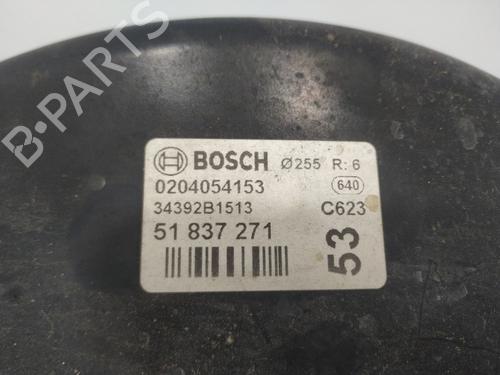 B-PARTS
BOSCH Ø255 R: 6
0204054153 640
34392B1513 C623
51 837 271
53